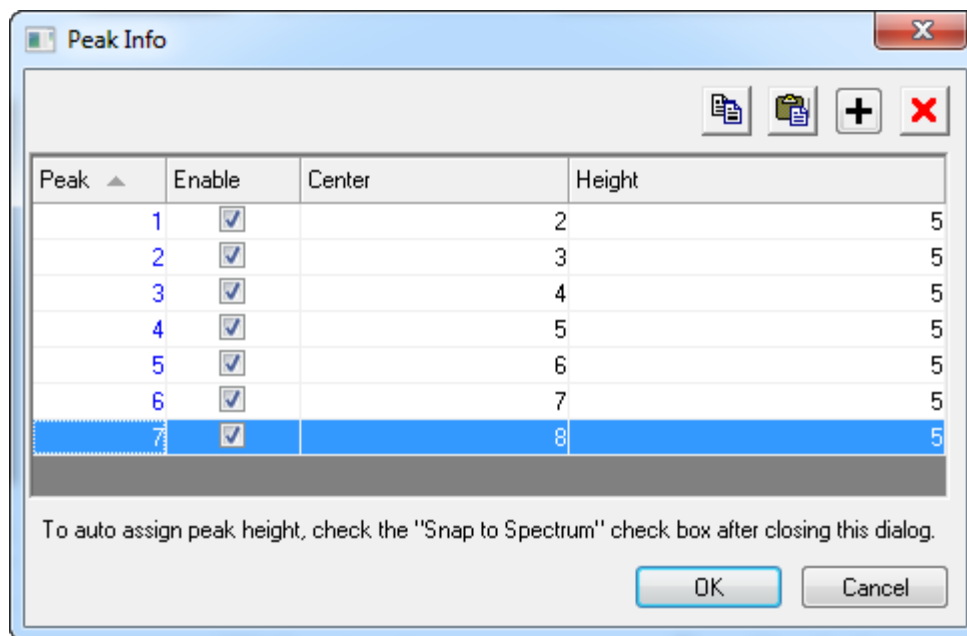 Peak Info
Peak Enable Center Height
1 2 5
2 3 5
3 4 5
4 5 5
5 6 5
6 7 5
7 8 5
To auto assign peak height, check the "Snap to Spectrum" check box after closing this dialog.
OK Cancel